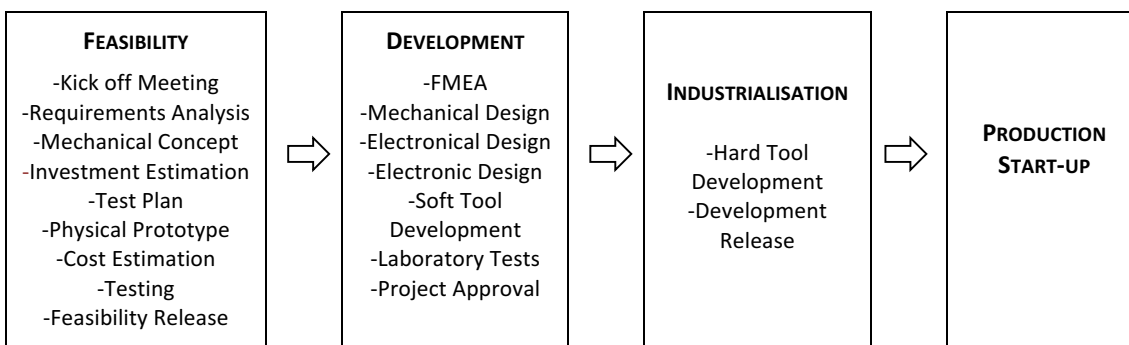 FEASIBILITY
-Kick off Meeting
-Requirements Analysis
-Mechanical Concept
-Investment Estimation
-Test Plan
-Physical Prototype
-Cost Estimation
-Testing
-Feasibility Release
DEVELOPMENT
-FMEA
-Mechanical Design
-Electronical Design
-Electronic Design
-Soft Tool
Development
-Laboratory Tests
-Project Approval
INDUSTRIALISATION
-Hard Tool
Development
-Development
Release
PRODUCTION
START-UP